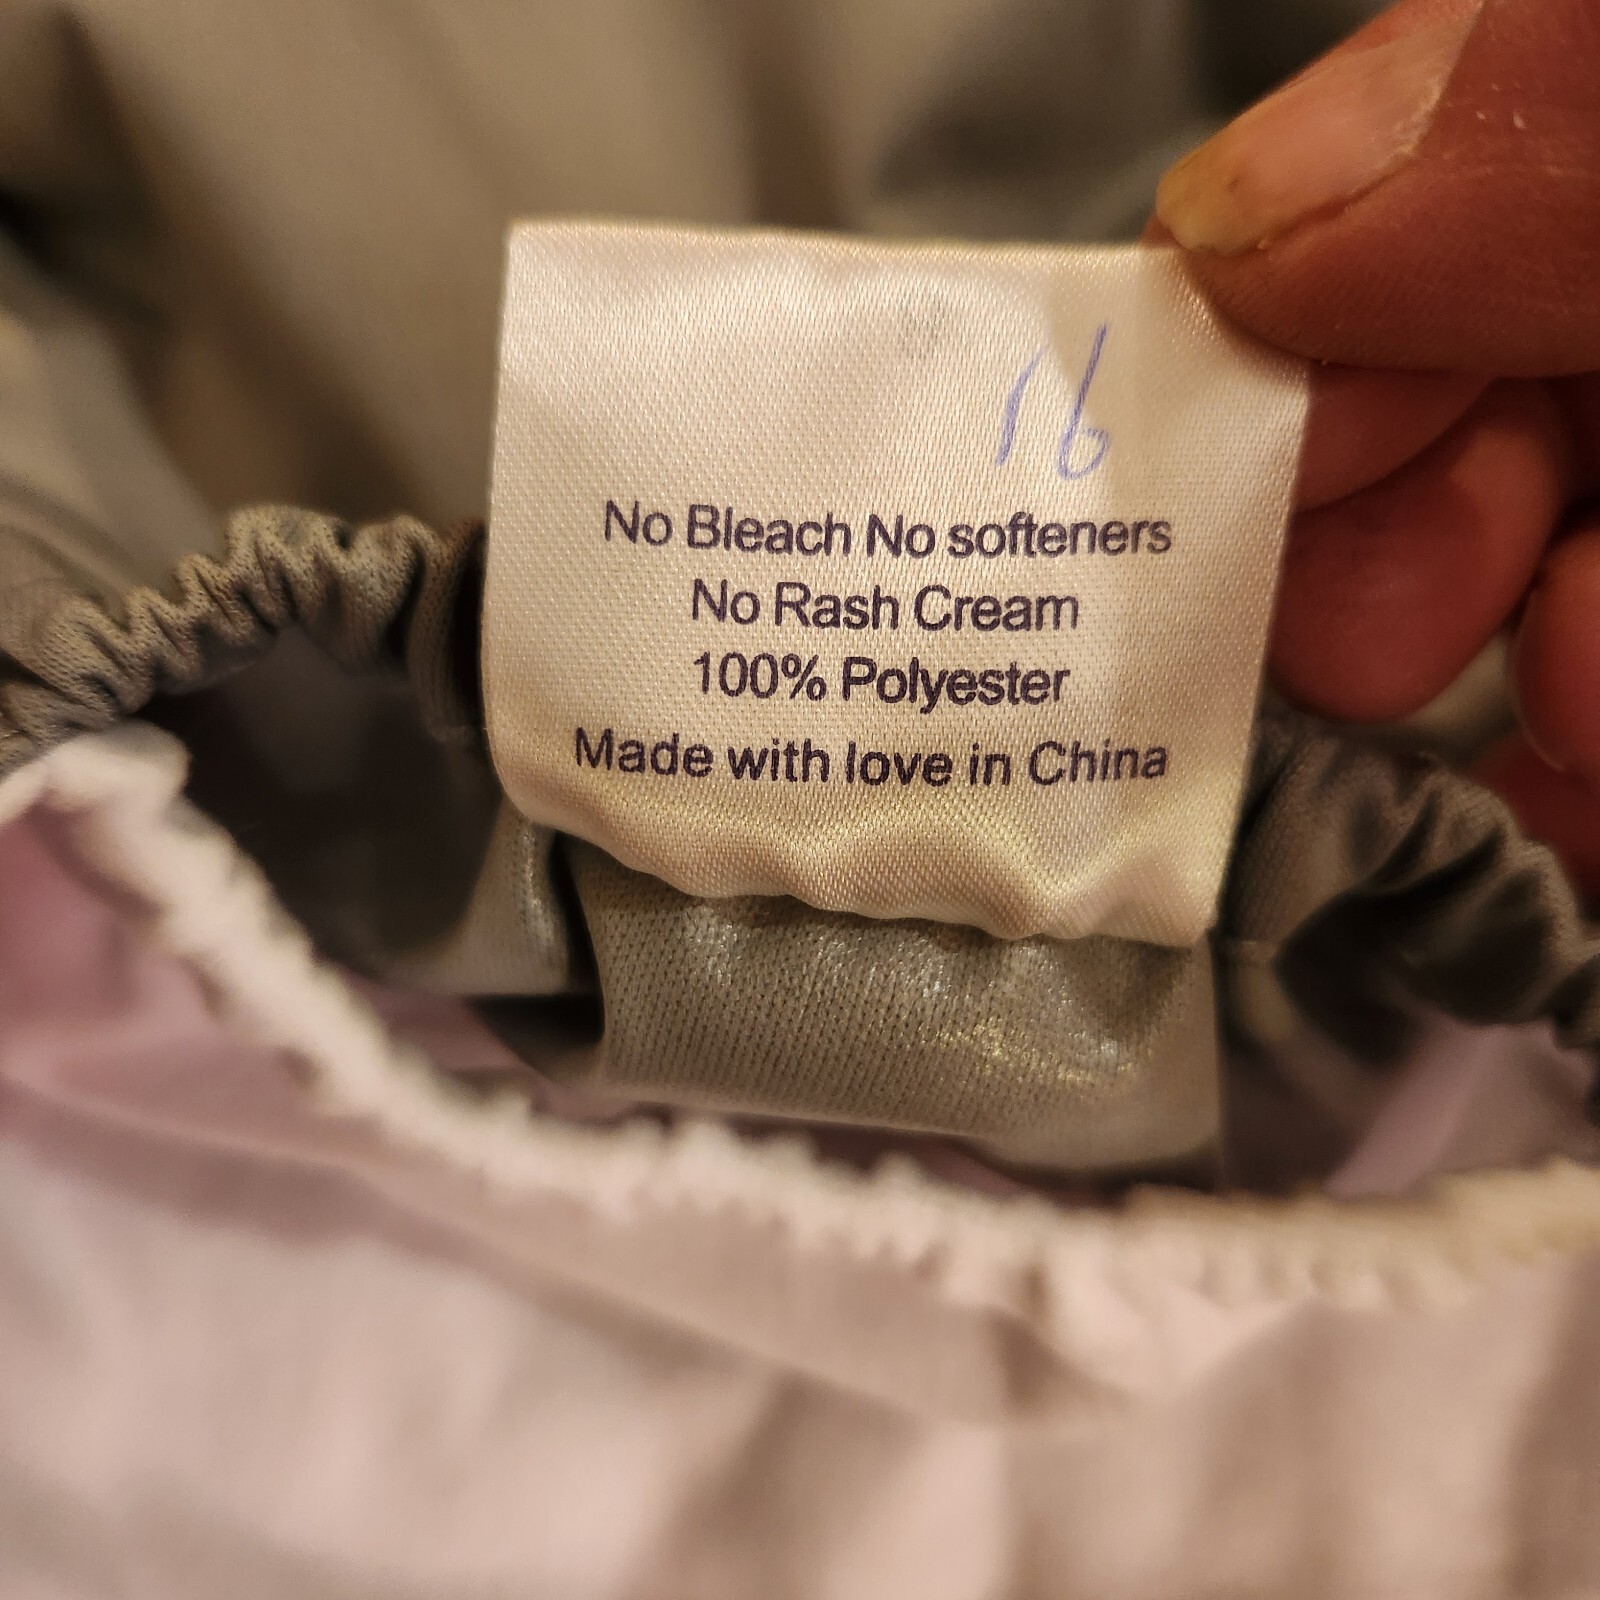 16
No Bleach No softeners
No Rash Cream
100% Polyester
Made with love in China